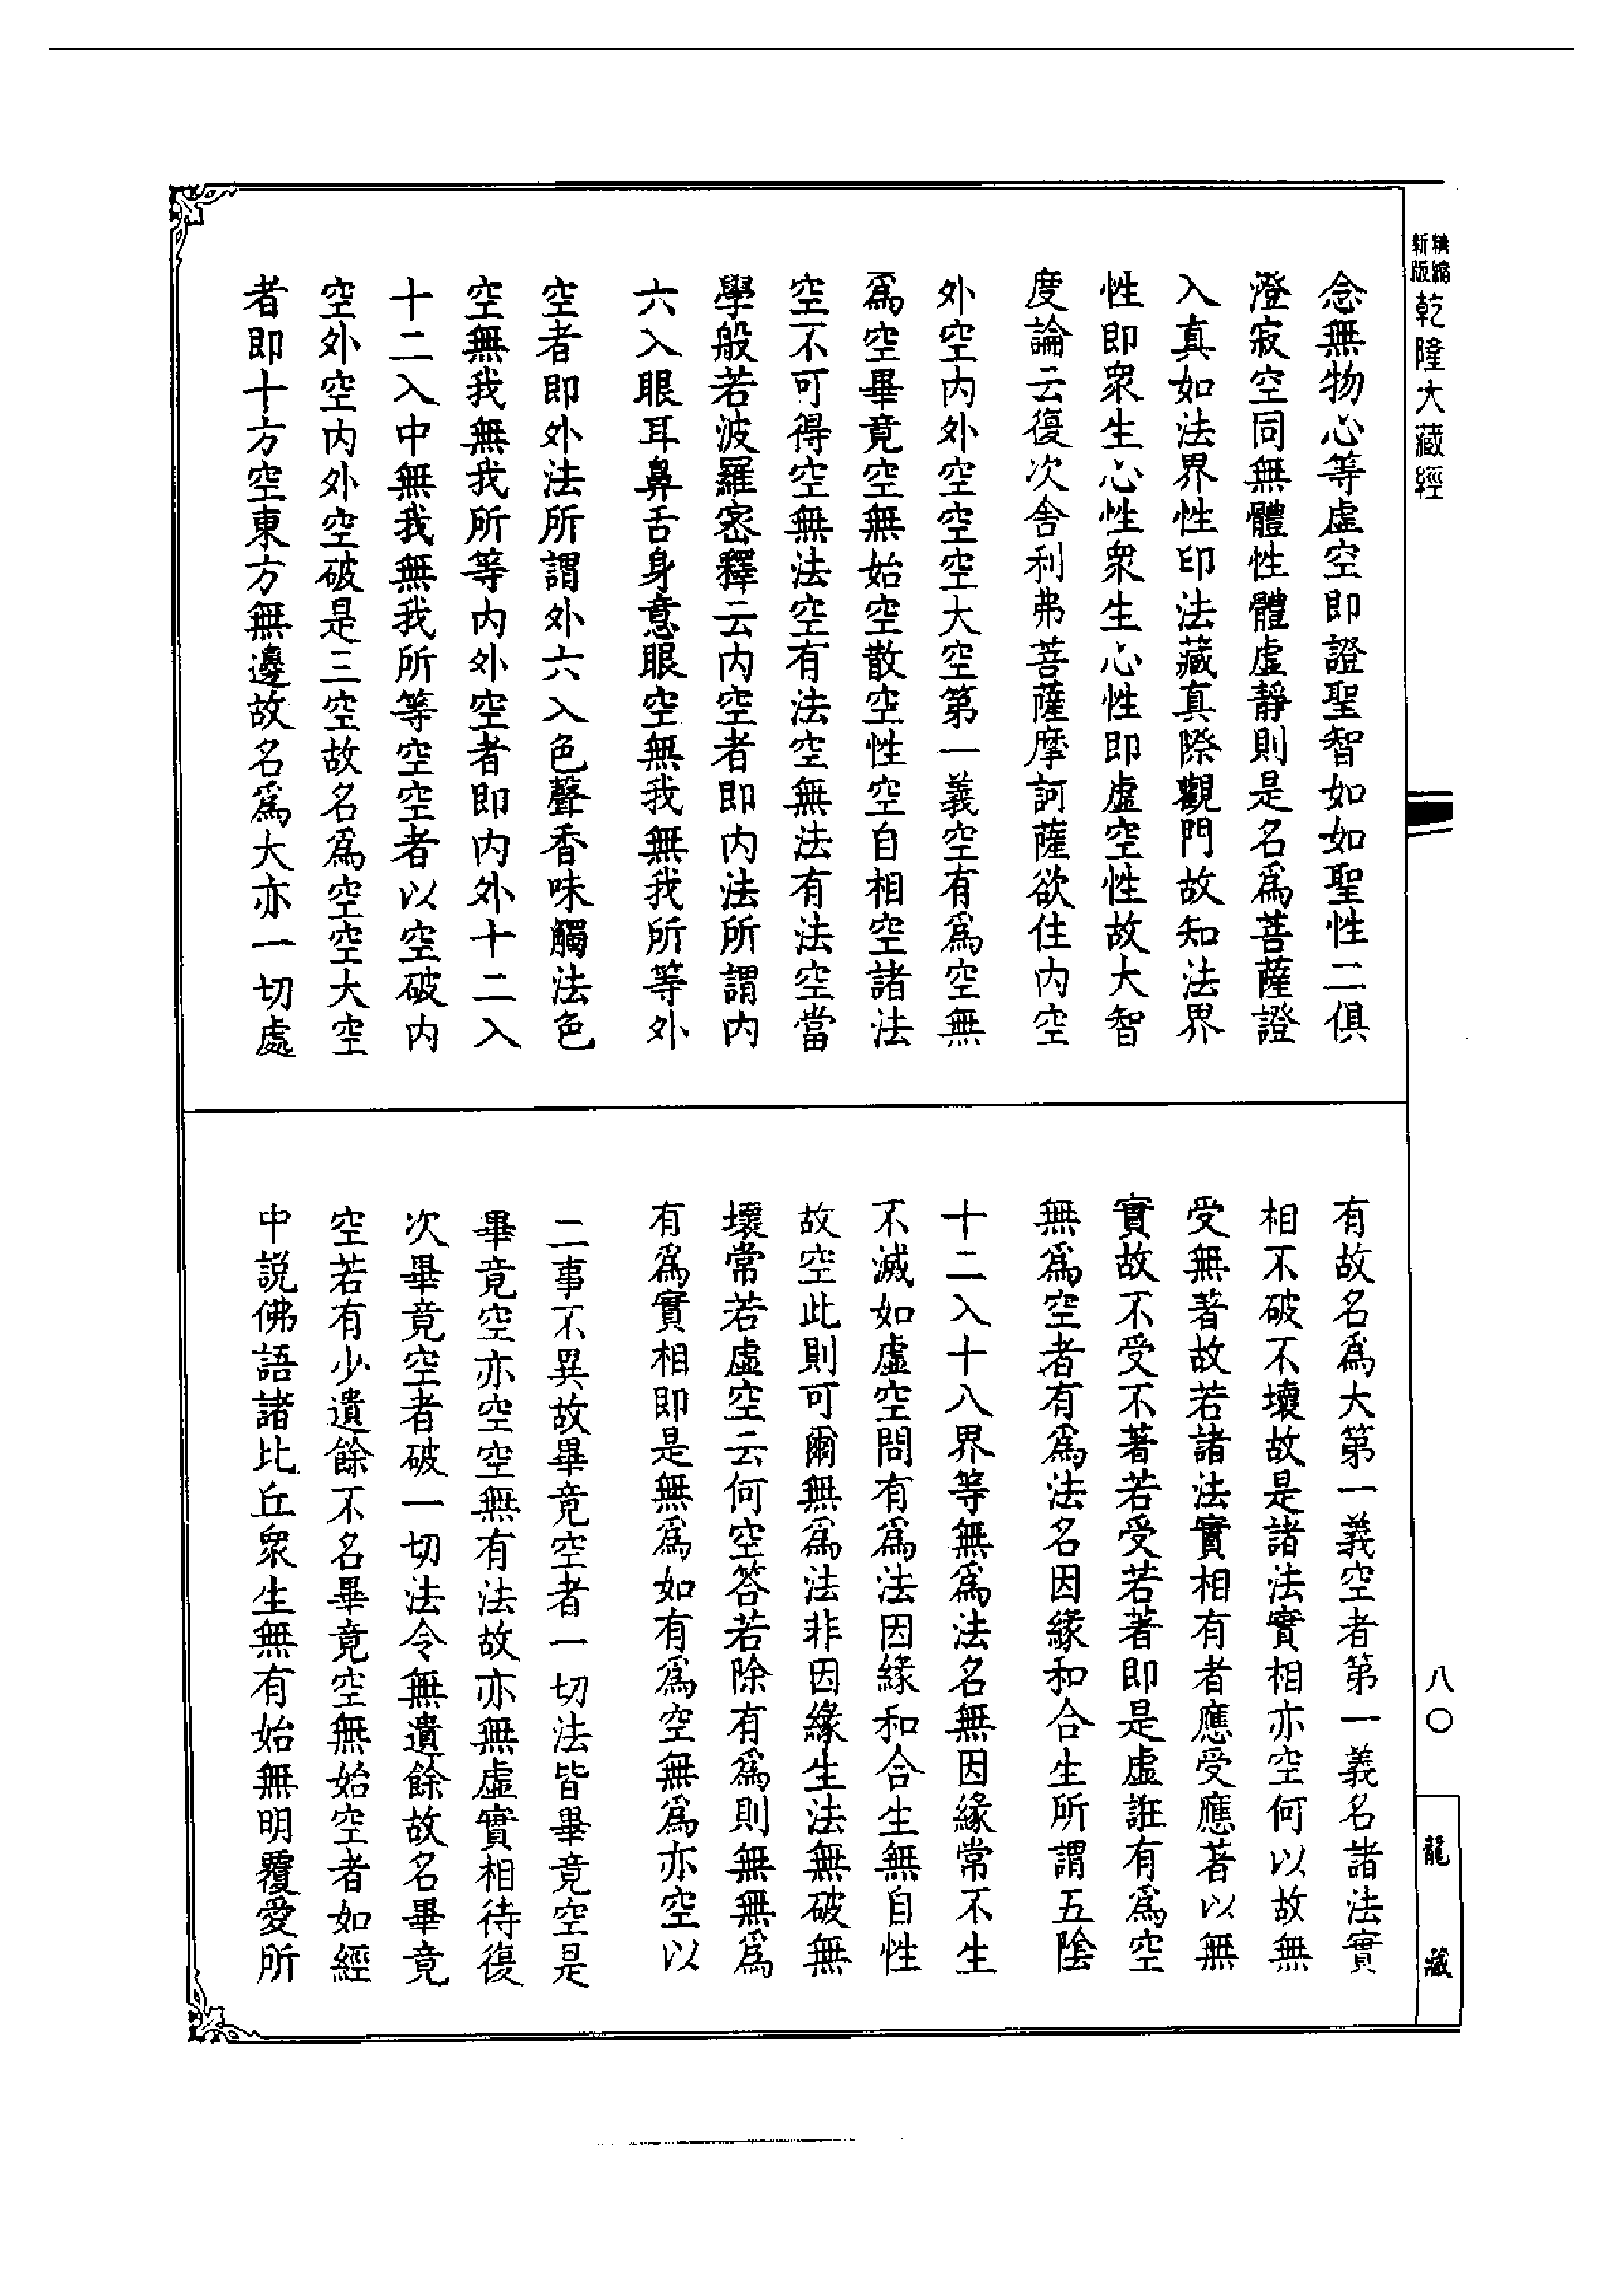 精縮新版乾隆大藏經
念無物心等虛空即證聖智如如聖性二俱
澄寂空同無體性體虛靜則是名爲菩薩證
入真如法界性印法藏真際觀門故知法界
性即眾生心性眾生心性即虛空性故大智
度論云復次舍利弗菩薩摩訶薩欲住內空
外空內外空空空大空第一義空有爲空無
爲空畢竟空無始空散空性空自相空諸法
空不可得空無法空有法空無法有法空當
學般若波羅蜜釋云內空者即內法所謂內
六入眼耳鼻舌身意眼空無我無我所等外
空者即外法所謂外六入色聲香味觸法色
空無我無我所等內外空者即內外十二入
十二入中無我無我所等空空者以空破內
空外空內外空破是三空故名爲空空大空
者即十方空東方無邊故名爲大亦一切處
有故名爲大第一義空者第一義名諸法實
相不破不壞故是諸法實相亦空何以故無
受無著故若諸法實相有者應受應著以無
實故不受不著若受若著即是虛誑有爲空
無爲空者有爲法名因緣和合生所謂五陰
十二入十八界等無爲法名無因緣常不生
不滅如虛空問有爲法因緣和合生無自性
故空此則可爾無爲法非因緣生法無破無
壞常若虛空云何空答若除有爲則無無爲
有爲實相即是無爲如有爲空無爲亦空以
二事不異故畢竟空者一切法皆畢竟空是
畢竟空亦空空無有法故亦無虛實相待復
次畢竟空者破一切法令無遺餘故名畢竟
空若有少遺餘不名畢竟空無始空者如經
中說佛語諸比丘眾生無有始無明覆愛所
八〇
龍藏